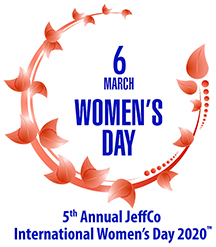 6
MARCH
WOMEN'S
DAY
5th Annual JeffCo
International Women's Day 2020™